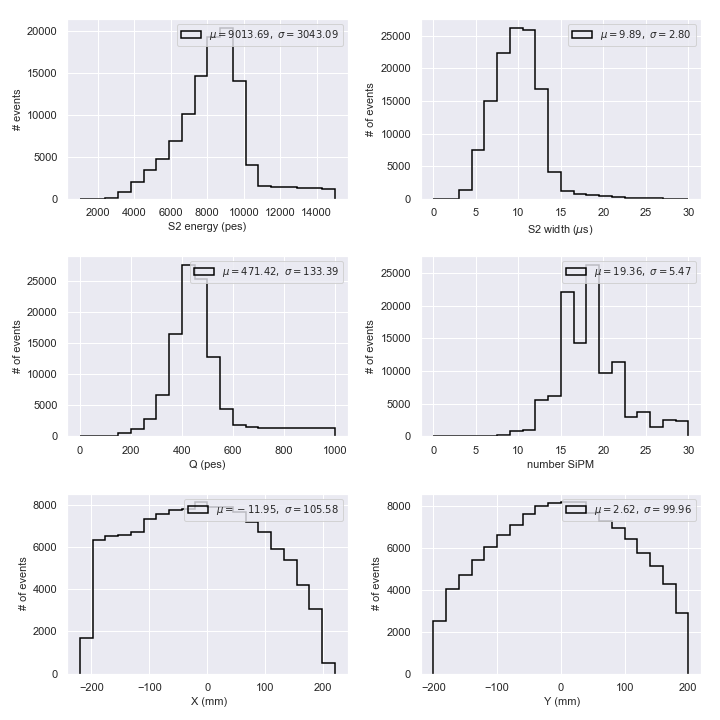 μ = 9013.69, σ = 3043.09
20000
15000
10000
5000
0
# events
2000 4000 6000 8000 10000 12000 14000
S2 energy (pes)
μ = 9.89, σ = 2.80
25000
20000
15000
10000
5000
0
# of events
0 5 10 15 20 25 30
S2 width (μs)
μ = 471.42, σ = 133.39
25000
20000
15000
10000
5000
0
# of events
0 200 400 600 800 1000
Q (pes)
μ = 19.36, σ = 5.47
25000
20000
15000
10000
5000
0
# of events
0 5 10 15 20 25 30
number SiPM
μ = −11.95, σ = 105.58
8000
6000
4000
2000
0
# of events
−200 −100 0 100 200
X (mm)
μ = 2.62, σ = 99.96
8000
6000
4000
2000
0
# of events
−200 −100 0 100 200
Y (mm)